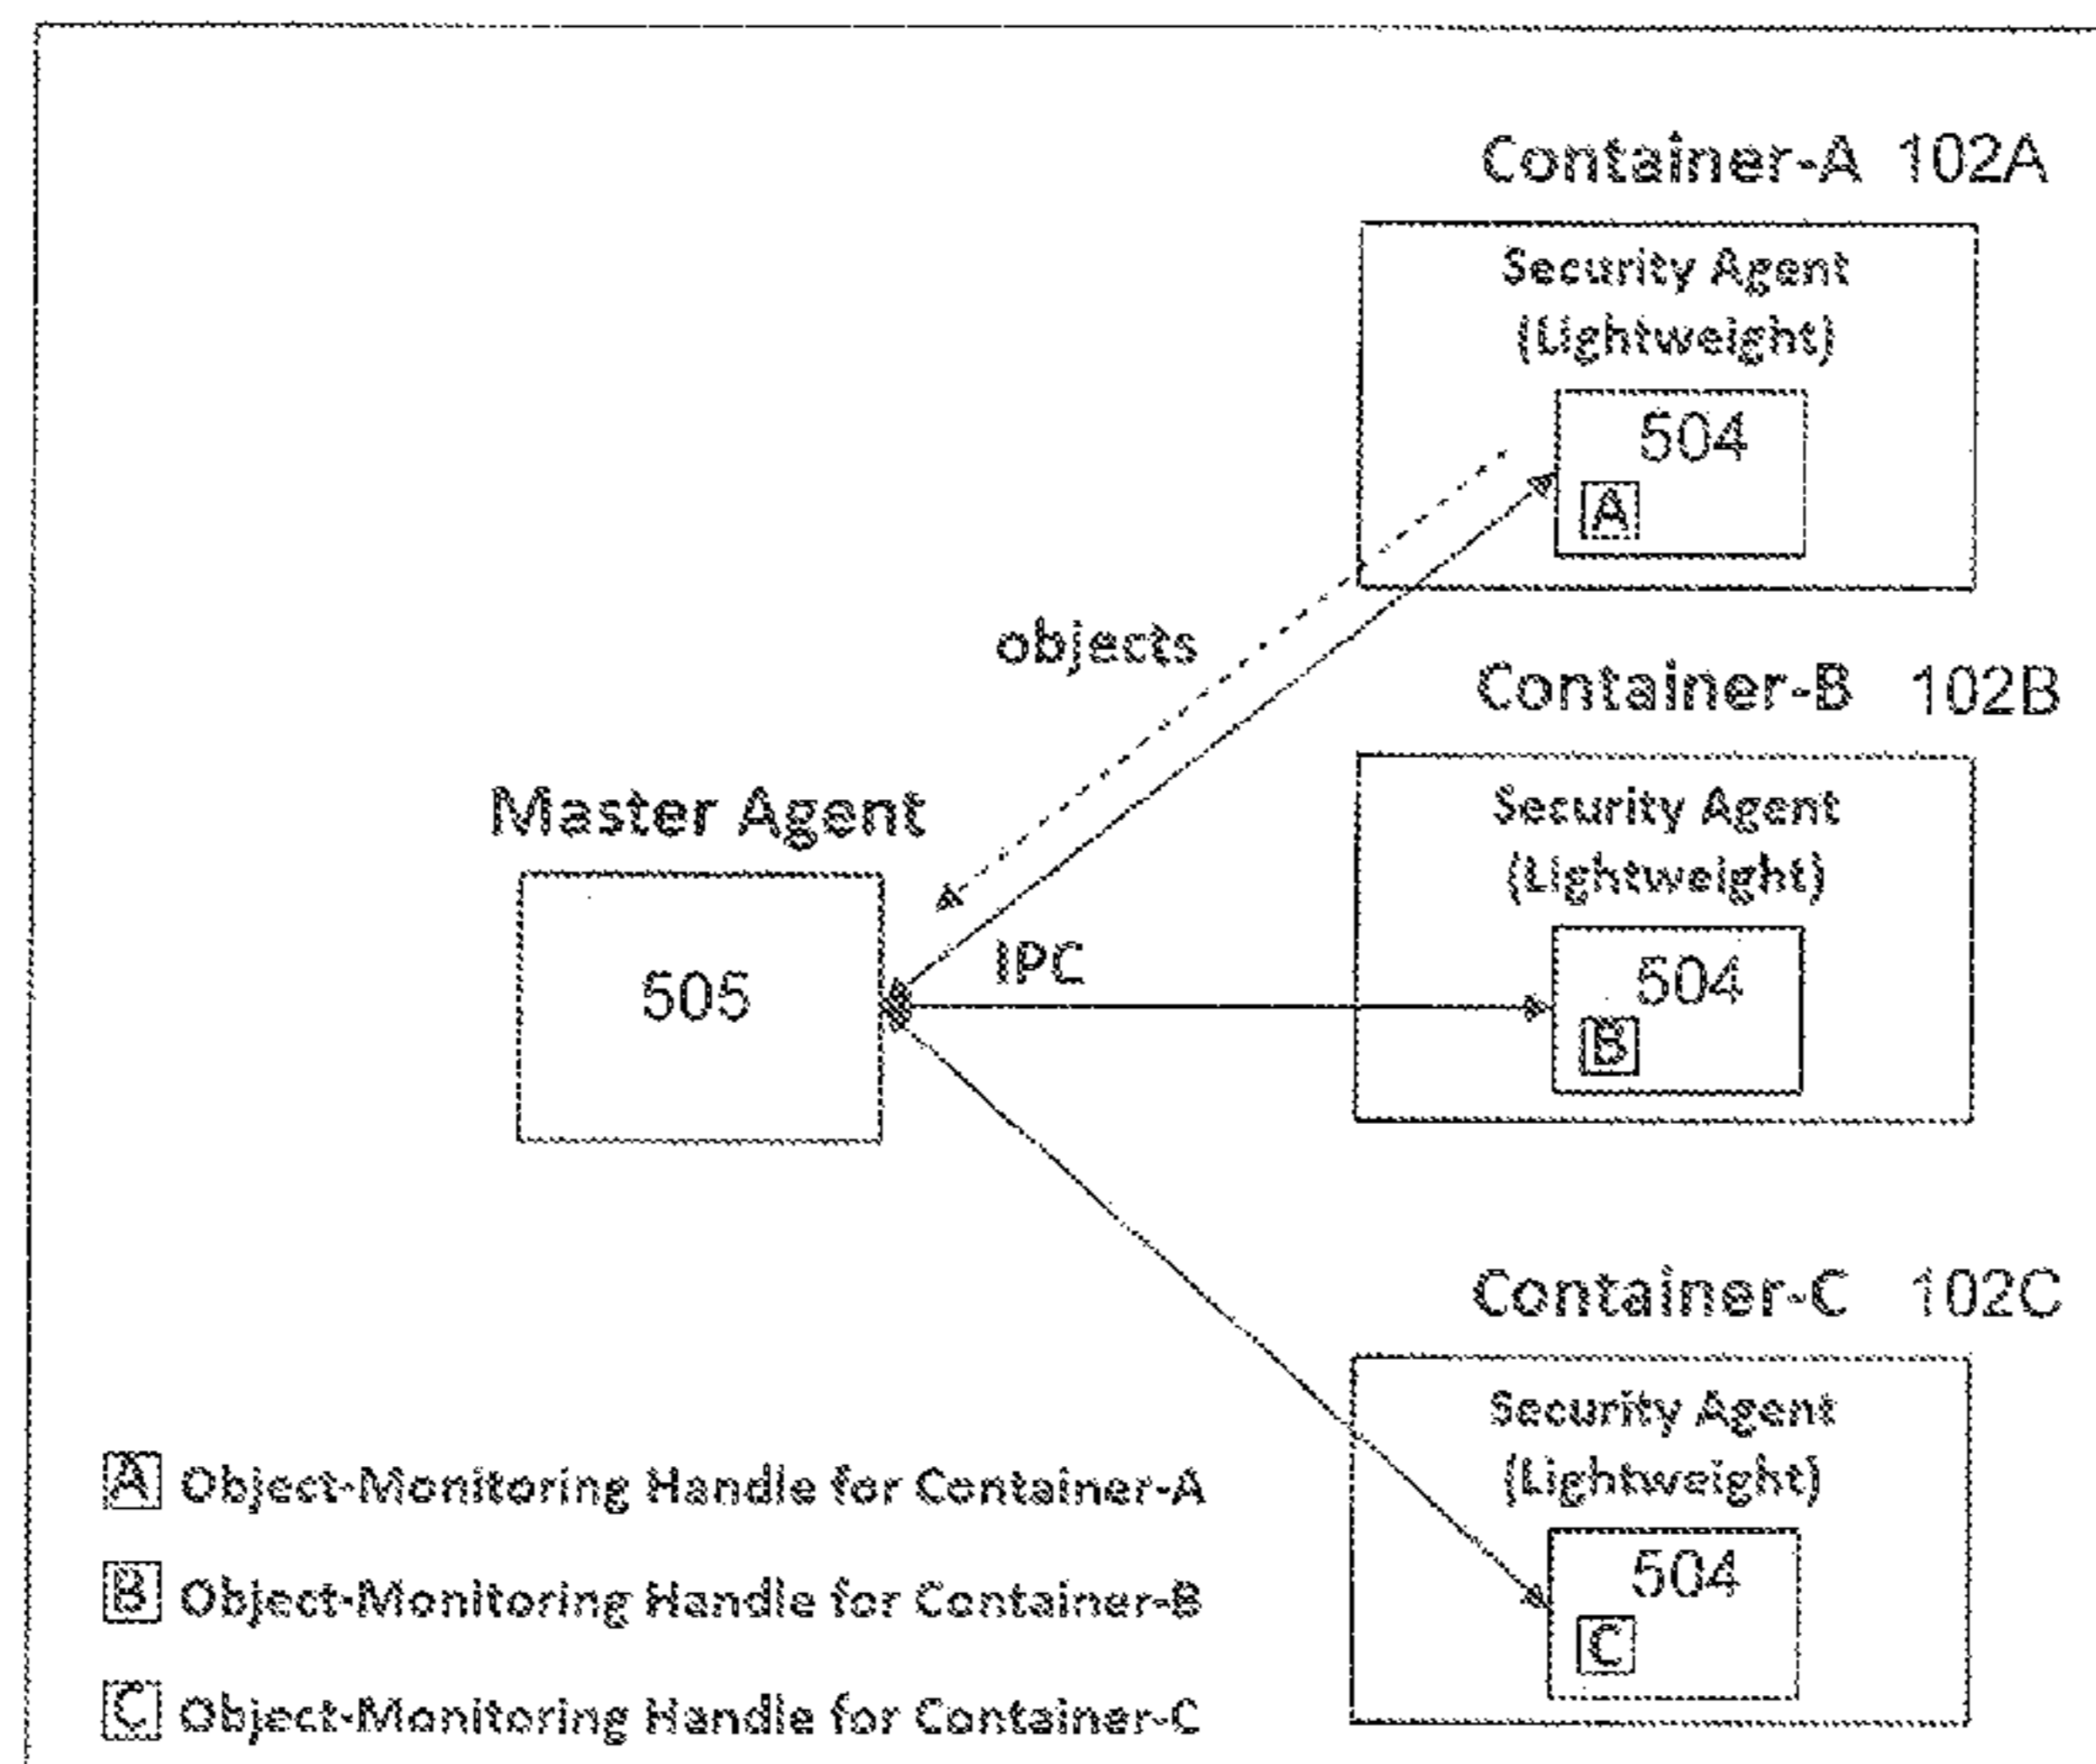 Container-A 102A
Security Agent
(Lightweight)
504
A
objects
Container-B 102B
Security Agent
(Lightweight)
504
B
Master Agent
505
IPC
Container-C 102C
Security Agent
(Lightweight)
504
C
A Object-Monitoring Handle for Container-A
B Object-Monitoring Handle for Container-B
C Object-Monitoring Handle for Container-C